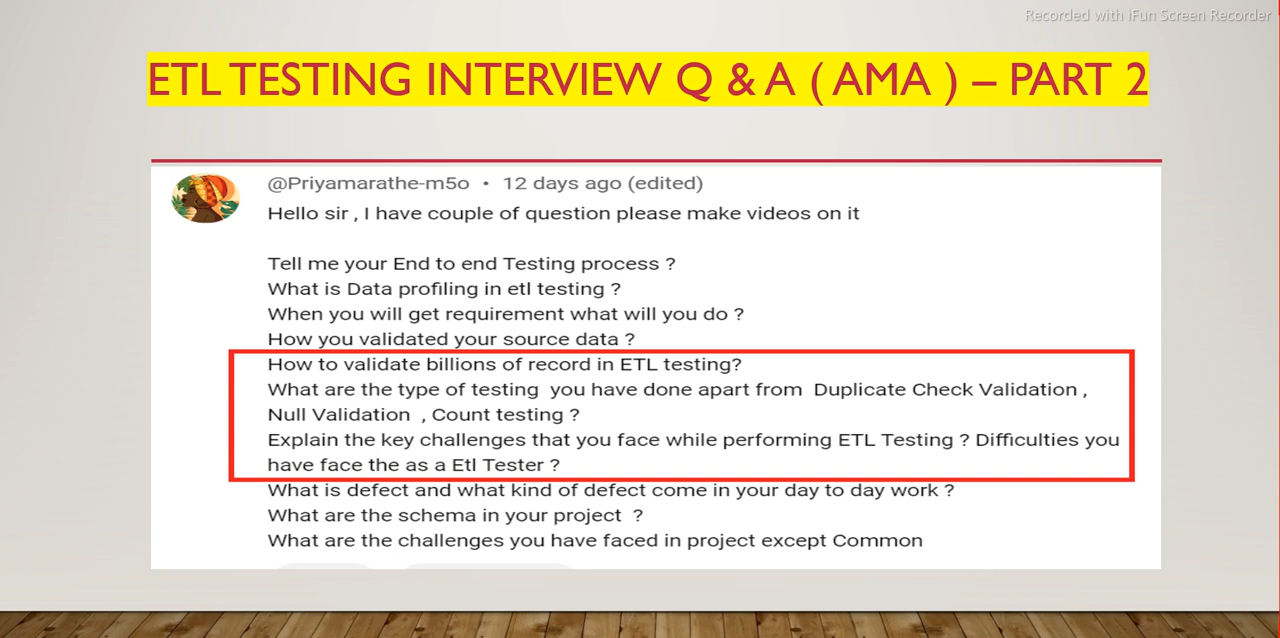 Recorded with iFun Screen Recorder
ETL TESTING INTERVIEW Q & A ( AMA ) – PART 2
@Priyamarathe-m5o • 12 days ago (edited)
Hello sir , I have couple of question please make videos on it
Tell me your End to end Testing process ?
What is Data profiling in etl testing ?
When you will get requirement what will you do ?
How you validated your source data ?
How to validate billions of record in ETL testing?
What are the type of testing you have done apart from Duplicate Check Validation ,
Null Validation , Count testing ?
Explain the key challenges that you face while performing ETL Testing ? Difficulties you
have face the as a Etl Tester ?
What is defect and what kind of defect come in your day to day work ?
What are the schema in your project ?
What are the challenges you have faced in project except Common